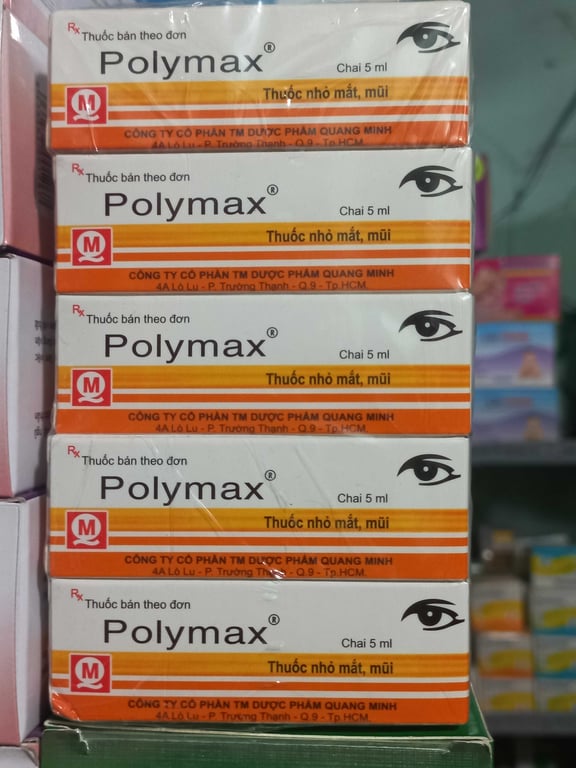 Rx Thuốc bán theo đơn
Polymax®
Chai 5 ml
Thuốc nhỏ mắt, mũi
M
CÔNG TY CỔ PHẦN TM DƯỢC PHẨM QUANG MINH
4A Lò Lu - P. Trường Thạnh - Q.9 - Tp.HCM.
Rx Thuốc bán theo đơn
Polymax®
Chai 5 ml
Thuốc nhỏ mắt, mũi
M
CÔNG TY CỔ PHẦN TM DƯỢC PHẨM QUANG MINH
4A Lò Lu - P. Trường Thạnh - Q.9 - Tp.HCM.
Rx Thuốc bán theo đơn
Polymax®
Chai 5 ml
Thuốc nhỏ mắt, mũi
M
CÔNG TY CỔ PHẦN TM DƯỢC PHẨM QUANG MINH
4A Lò Lu - P. Trường Thạnh - Q.9 - Tp.HCM.
Rx Thuốc bán theo đơn
Polymax®
Chai 5 ml
Thuốc nhỏ mắt, mũi
M
CÔNG TY CỔ PHẦN TM DƯỢC PHẨM QUANG MINH
4A Lò Lu - P. Trường Thạnh - Q.9 - Tp.HCM.
Rx Thuốc bán theo đơn
Polymax®
Chai 5 ml
Thuốc nhỏ mắt, mũi
M
CÔNG TY CỔ PHẦN TM DƯỢC PHẨM QUANG MINH
4A Lò Lu - P. Trường Thạnh - Q.9 - Tp.HCM.